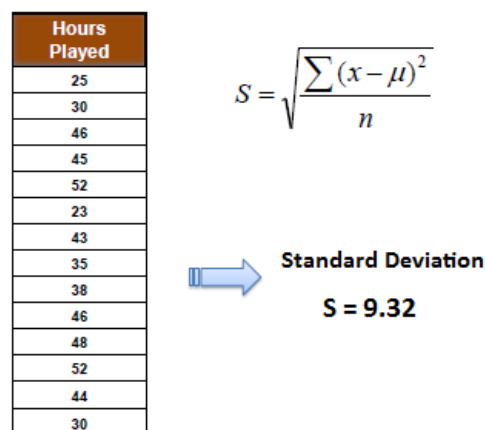 Hours
Played
25
30
46
45
52
23
43
35
38
46
48
52
44
30
S = √(∑(x − μ)² / n)
Standard Deviation
S = 9.32